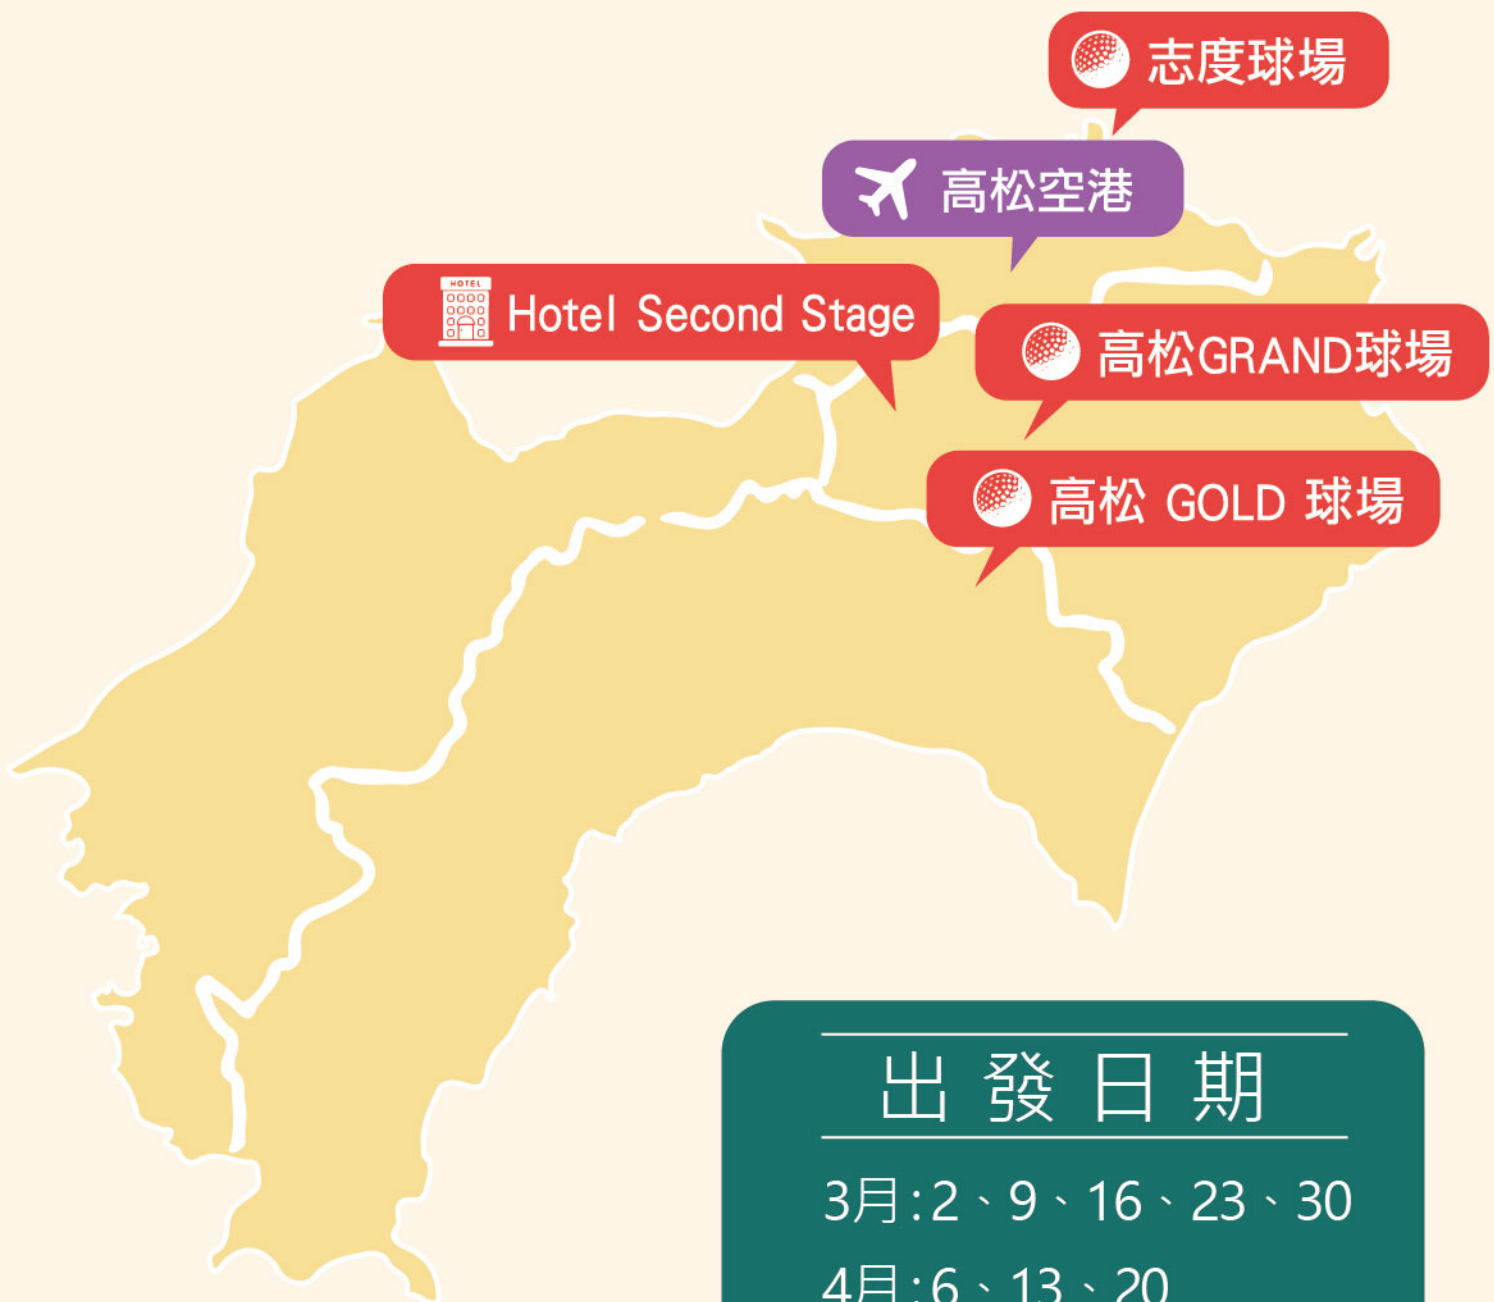 志度球場
高松空港
HOTEL
Hotel Second Stage
高松GRAND球場
高松 GOLD 球場
出發日期
3月:2、9、16、23、30
4月:6、13、20